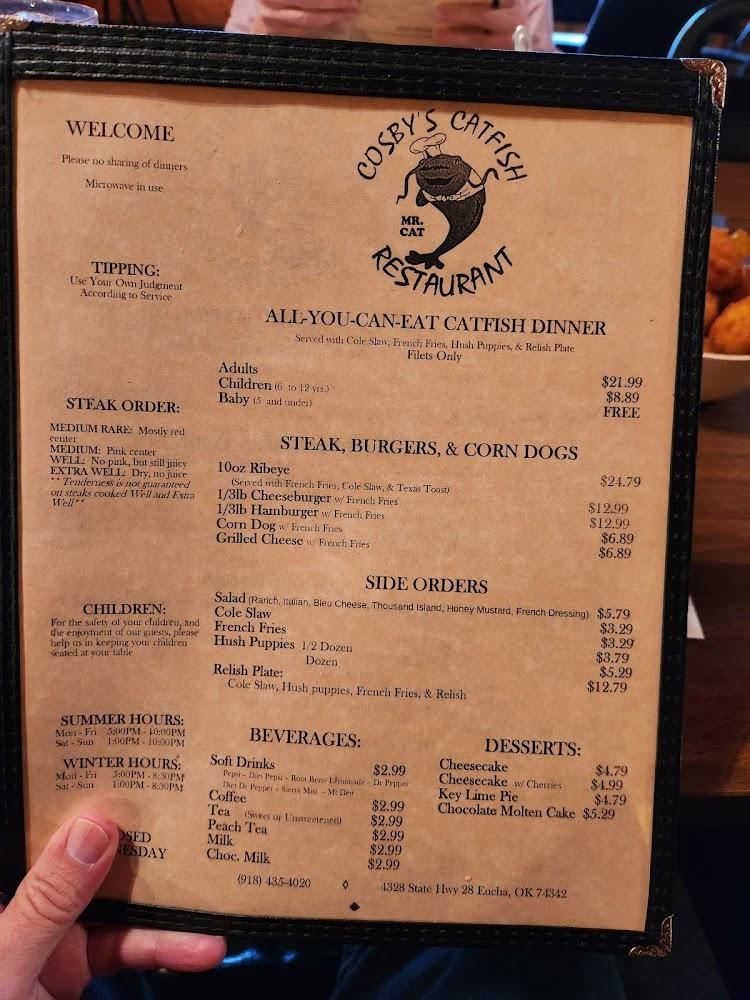 WELCOME
Please no sharing of dinners
Microwave in use
TIPPING:
Use Your Own Judgment
According to Service
STEAK ORDER:
MEDIUM RARE: Mostly red
center
MEDIUM: Pink center
WELL: No pink, but still juicy
EXTRA WELL: Dry, no juice
**Tenderness is not guaranteed
on steaks cooked Well and Extra
Well**
CHILDREN:
For the safety of your children, and
the enjoyment of our guests, please
help us in keeping your children
seated at your table
SUMMER HOURS:
Mon - Fri 5:00PM - 10:00PM
Sat - Sun 1:00PM - 10:00PM
WINTER HOURS:
Mon - Fri 5:00PM - 8:30PM
Sat - Sun 1:00PM - 8:30PM
OSED
NESDAY
COSBY'S CATFISH
MR.
CAT
RESTAURANT
ALL-YOU-CAN-EAT CATFISH DINNER
Served with Cole Slaw, French Fries, Hush Puppies, & Relish Plate
Filets Only
Adults $21.99
Children (6 to 12 yrs.) $8.89
Baby (5 and under) FREE
STEAK, BURGERS, & CORN DOGS
10oz Ribeye $24.79
(Served with French Fries, Cole Slaw, & Texas Toast)
1/3lb Cheeseburger w/ French Fries $12.99
1/3lb Hamburger w/ French Fries $12.99
Corn Dog w/ French Fries $6.89
Grilled Cheese w/ French Fries $6.89
SIDE ORDERS
Salad (Ranch, Italian, Bleu Cheese, Thousand Island, Honey Mustard, French Dressing) $5.79
Cole Slaw $3.29
French Fries $3.29
Hush Puppies 1/2 Dozen $3.79
Dozen $5.29
Relish Plate: $12.79
Cole Slaw, Hush puppies, French Fries, & Relish
BEVERAGES:
Soft Drinks $2.99
Pepsi - Diet Pepsi - Root Beer- Lemonade - Dr Pepper
Diet Dr Pepper - Sierra Mist - Mt Dew
Coffee $2.99
Tea (Sweet or Unsweetened) $2.99
Peach Tea $2.99
Milk $2.99
Choc. Milk $2.99
DESSERTS:
Cheesecake $4.79
Cheesecake w/ Cherries $4.99
Key Lime Pie $4.79
Chocolate Molten Cake $5.29
(918) 435-4020 ◊ 4328 State Hwy 28 Eucha, OK 74342